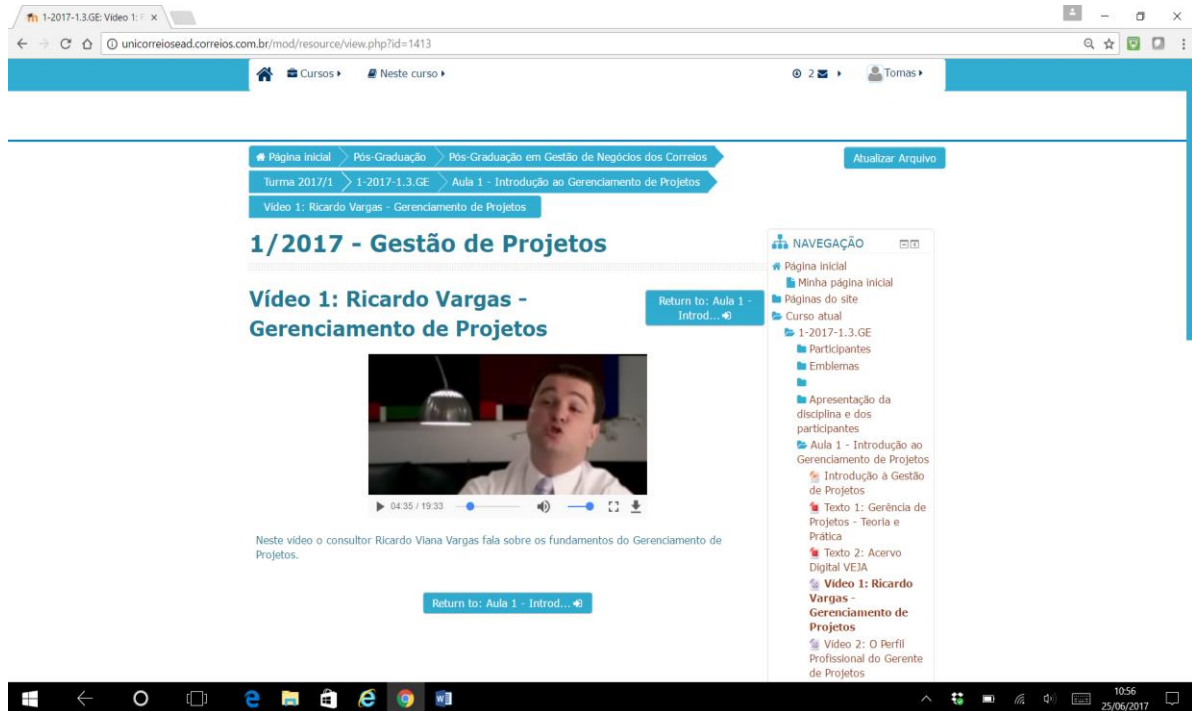 1-2017-1.3.GE: Vídeo 1:
unicorreiosead.correios.com.br/mod/resource/view.php?id=1413
Cursos
Neste curso
2
Tomas
Página inicial
Pós-Graduação
Pós-Graduação em Gestão de Negócios dos Correios
Atualizar Arquivo
Turma 2017/1
1-2017-1.3.GE
Aula 1 - Introdução ao Gerenciamento de Projetos
Vídeo 1: Ricardo Vargas - Gerenciamento de Projetos
1/2017 - Gestão de Projetos
Vídeo 1: Ricardo Vargas -
Gerenciamento de Projetos
Return to: Aula 1 -
Introd...
04:35 / 19:33
Neste vídeo o consultor Ricardo Viana Vargas fala sobre os fundamentos do Gerenciamento de
Projetos.
Return to: Aula 1 - Introd...
NAVEGAÇÃO
Página inicial
Minha página inicial
Páginas do site
Curso atual
1-2017-1.3.GE
Participantes
Emblemas
Apresentação da
disciplina e dos
participantes
Aula 1 - Introdução ao
Gerenciamento de Projetos
Introdução à Gestão
de Projetos
Texto 1: Gerência de
Projetos - Teoria e
Prática
Texto 2: Acervo
Digital VEJA
Vídeo 1: Ricardo
Vargas -
Gerenciamento de
Projetos
Vídeo 2: O Perfil
Profissional do Gerente
de Projetos
10:56
25/06/2017